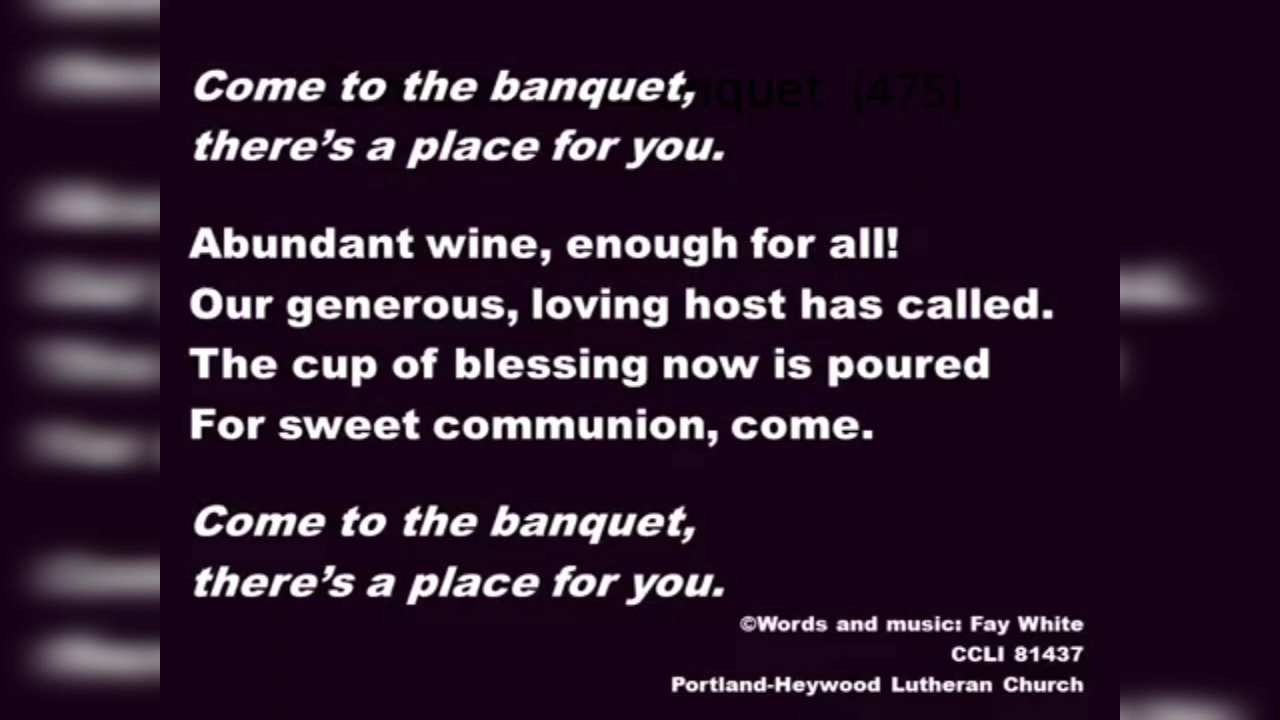 Come to the banquet,
nquet (475)
there's a place for you.
Abundant wine, enough for all!
Our generous, loving host has called.
The cup of blessing now is poured
For sweet communion, come.
Come to the banquet,
there's a place for you.
©Words and music: Fay White
CCLI 81437
Portland-Heywood Lutheran Church